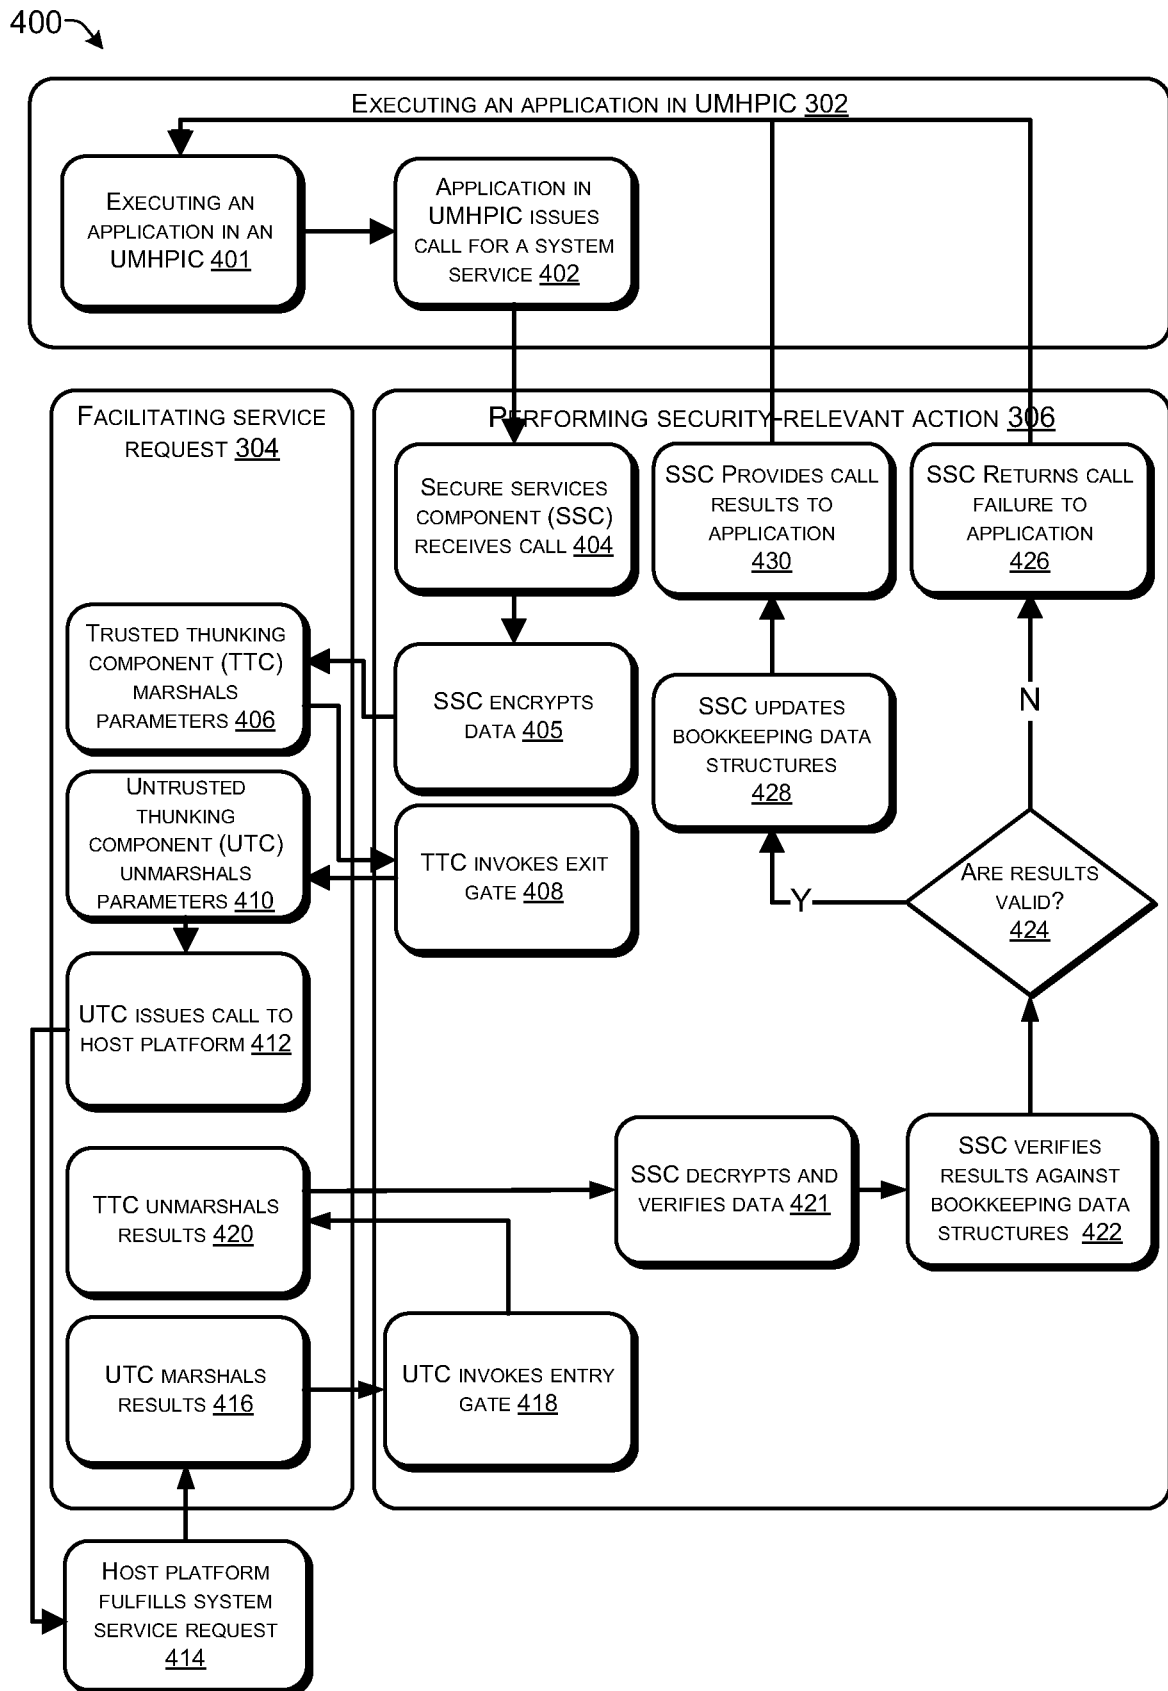 400
EXECUTING AN APPLICATION IN UMHPIC 302
EXECUTING AN
APPLICATION IN AN
UMHPIC 401
APPLICATION IN
UMHPIC ISSUES
CALL FOR A SYSTEM
SERVICE 402
FACILITATING SERVICE
REQUEST 304
PERFORMING SECURITY-RELEVANT ACTION 306
SECURE SERVICES
COMPONENT (SSC)
RECEIVES CALL 404
SSC PROVIDES CALL
RESULTS TO
APPLICATION
430
SSC RETURNS CALL
FAILURE TO
APPLICATION
426
TRUSTED THUNKING
COMPONENT (TTC)
MARSHALS
PARAMETERS 406
SSC ENCRYPTS
DATA 405
SSC UPDATES
BOOKKEEPING DATA
STRUCTURES
428
N
UNTRUSTED
THUNKING
COMPONENT (UTC)
UNMARSHALS
PARAMETERS 410
TTC INVOKES EXIT
GATE 408
Y
ARE RESULTS
VALID?
424
UTC ISSUES CALL TO
HOST PLATFORM 412
TTC UNMARSHALS
RESULTS 420
SSC DECRYPTS AND
VERIFIES DATA 421
SSC VERIFIES
RESULTS AGAINST
BOOKKEEPING DATA
STRUCTURES 422
UTC MARSHALS
RESULTS 416
UTC INVOKES ENTRY
GATE 418
HOST PLATFORM
FULFILLS SYSTEM
SERVICE REQUEST
414